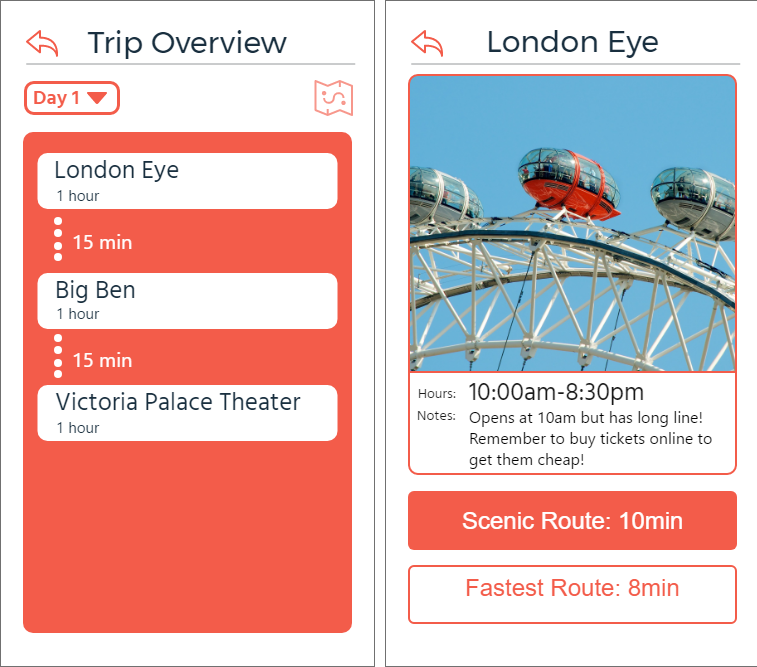 Trip Overview
Day 1
London Eye
1 hour
15 min
Big Ben
1 hour
15 min
Victoria Palace Theater
1 hour
London Eye
Hours: 10:00am-8:30pm
Notes: Opens at 10am but has long line!
Remember to buy tickets online to
get them cheap!
Scenic Route: 10min
Fastest Route: 8min